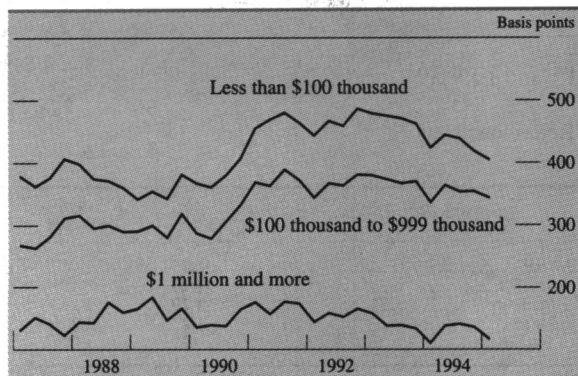 Basis points
Less than $100 thousand
500
400
$100 thousand to $999 thousand
300
$1 million and more
200
1988 1990 1992 1994